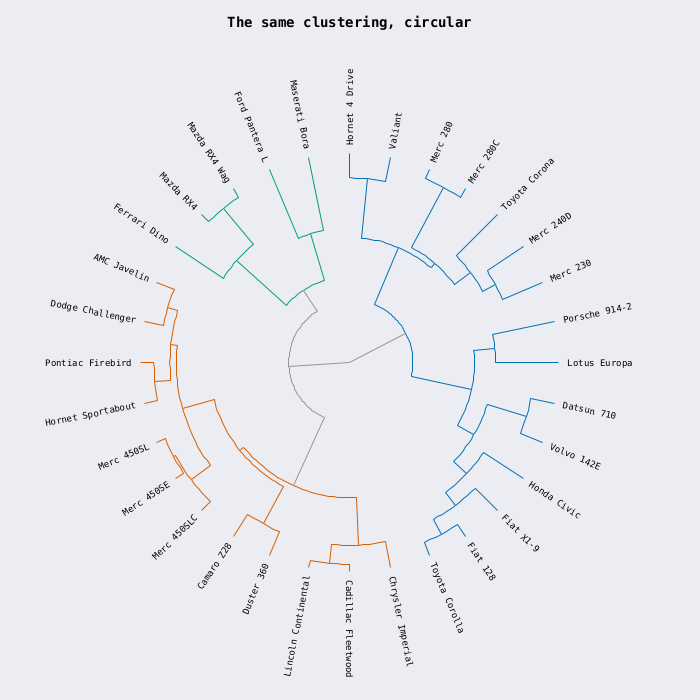 The same clustering, circular
Hornet 4 Drive
Valiant
Merc 280
Merc 280C
Toyota Corona
Merc 240D
Merc 230
Porsche 914-2
Lotus Europa
Datsun 710
Volvo 142E
Honda Civic
Fiat X1-9
Fiat 128
Toyota Corolla
Chrysler Imperial
Cadillac Fleetwood
Lincoln Continental
Duster 360
Camaro Z28
Merc 450SLC
Merc 450SE
Merc 450SL
Hornet Sportabout
Pontiac Firebird
Dodge Challenger
AMC Javelin
Ferrari Dino
Mazda RX4
Mazda RX4 Wag
Ford Pantera L
Maserati Bora